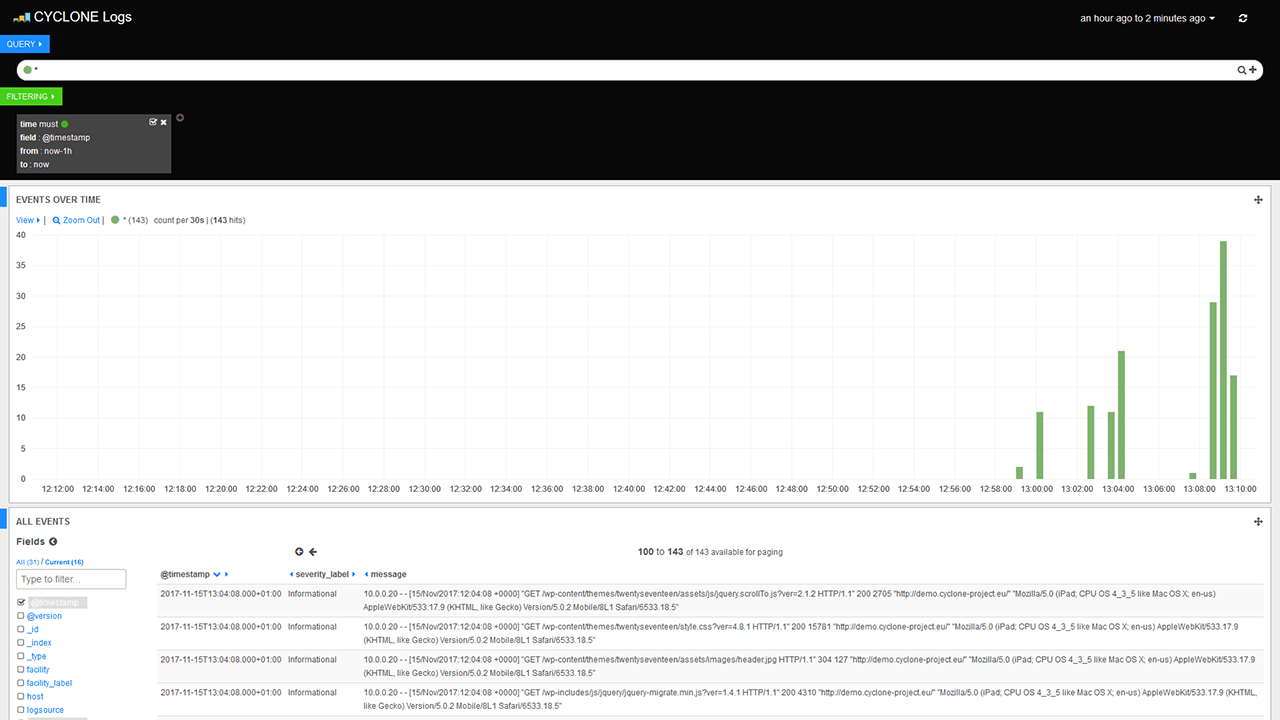 CYCLONE Logs
an hour ago to 2 minutes ago
QUERY
*
FILTERING
time must
field : @timestamp
from : now-1h
to : now
EVENTS OVER TIME
View | Zoom Out | * (143) count per 30s | (143 hits)
40
35
30
25
20
15
10
5
0
12:12:00 12:14:00 12:16:00 12:18:00 12:20:00 12:22:00 12:24:00 12:26:00 12:28:00 12:30:00 12:32:00 12:34:00 12:36:00 12:38:00 12:40:00 12:42:00 12:44:00 12:46:00 12:48:00 12:50:00 12:52:00 12:54:00 12:56:00 12:58:00 13:00:00 13:02:00 13:04:00 13:06:00 13:08:00 13:10:00
ALL EVENTS
Fields
All (31) / Current (16)
Type to filter...
@timestamp
@version
_id
_index
_type
facility
facility_label
host
logsource
100 to 143 of 143 available for paging
@timestamp severity_label message
2017-11-15T13:04:08.000+01:00 Informational 10.0.0.20 - - [15/Nov/2017:12:04:08 +0000] "GET /wp-content/themes/twentyseventeen/assets/js/jquery.scrollTo.js?ver=2.1.2 HTTP/1.1" 200 2705 "http://demo.cyclone-project.eu/" "Mozilla/5.0 (iPad; CPU OS 4_3_5 like Mac OS X; en-us)
AppleWebKit/533.17.9 (KHTML, like Gecko) Version/5.0.2 Mobile/8L1 Safari/6533.18.5"
2017-11-15T13:04:08.000+01:00 Informational 10.0.0.20 - - [15/Nov/2017:12:04:08 +0000] "GET /wp-content/themes/twentyseventeen/style.css?ver=4.8.1 HTTP/1.1" 200 15781 "http://demo.cyclone-project.eu/" "Mozilla/5.0 (iPad; CPU OS 4_3_5 like Mac OS X; en-us) AppleWebKit/533.17.9
(KHTML, like Gecko) Version/5.0.2 Mobile/8L1 Safari/6533.18.5"
2017-11-15T13:04:08.000+01:00 Informational 10.0.0.20 - - [15/Nov/2017:12:04:08 +0000] "GET /wp-content/themes/twentyseventeen/assets/images/header.jpg HTTP/1.1" 304 127 "http://demo.cyclone-project.eu/" "Mozilla/5.0 (iPad; CPU OS 4_3_5 like Mac OS X; en-us) AppleWebKit/533.17.9
(KHTML, like Gecko) Version/5.0.2 Mobile/8L1 Safari/6533.18.5"
2017-11-15T13:04:08.000+01:00 Informational 10.0.0.20 - - [15/Nov/2017:12:04:08 +0000] "GET /wp-includes/js/jquery/jquery-migrate.min.js?ver=1.4.1 HTTP/1.1" 200 4310 "http://demo.cyclone-project.eu/" "Mozilla/5.0 (iPad; CPU OS 4_3_5 like Mac OS X; en-us) AppleWebKit/533.17.9 (KHTML,
like Gecko) Version/5.0.2 Mobile/8L1 Safari/6533.18.5"